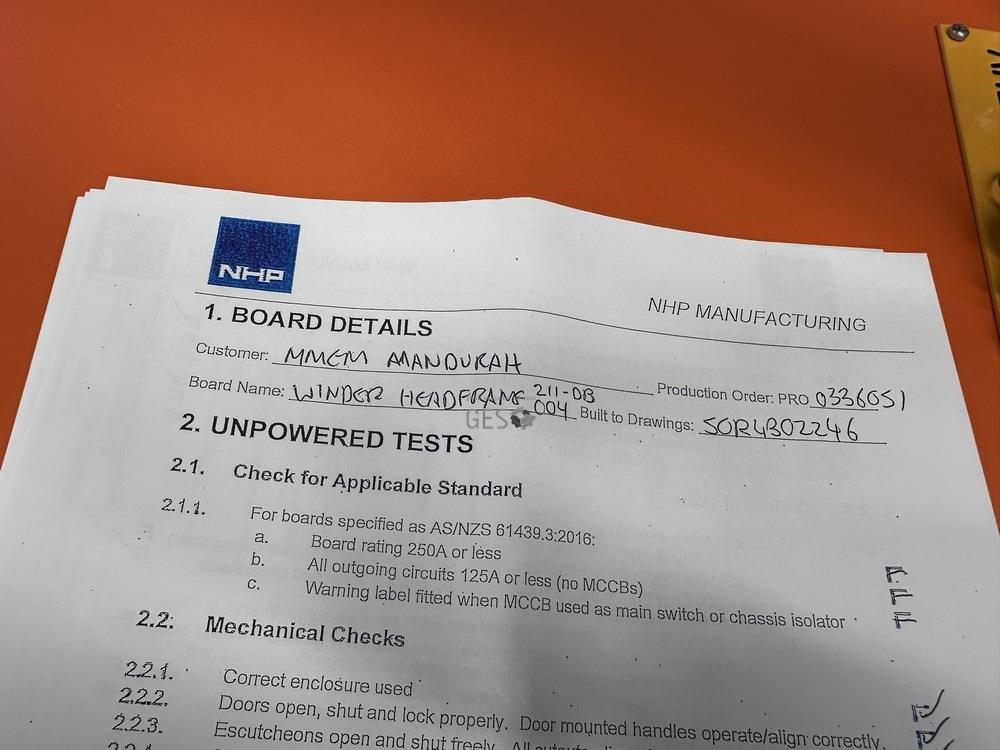 NHP
NHP MANUFACTURING
1. BOARD DETAILS
Customer: MMEM MANDURAH
Board Name: WINDER HEADFRAME 211-DB 004
Production Order: PRO 0336051
Built to Drawings: SOR4302246
GES
2. UNPOWERED TESTS
2.1. Check for Applicable Standard
2.1.1. For boards specified as AS/NZS 61439.3:2016:
a. Board rating 250A or less
b. All outgoing circuits 125A or less (no MCCBs)
c. Warning label fitted when MCCB used as main switch or chassis isolator
2.2. Mechanical Checks
2.2.1. Correct enclosure used
2.2.2. Doors open, shut and lock properly. Door mounted handles operate/align correctly.
2.2.3. Escutcheons open and shut freely. All